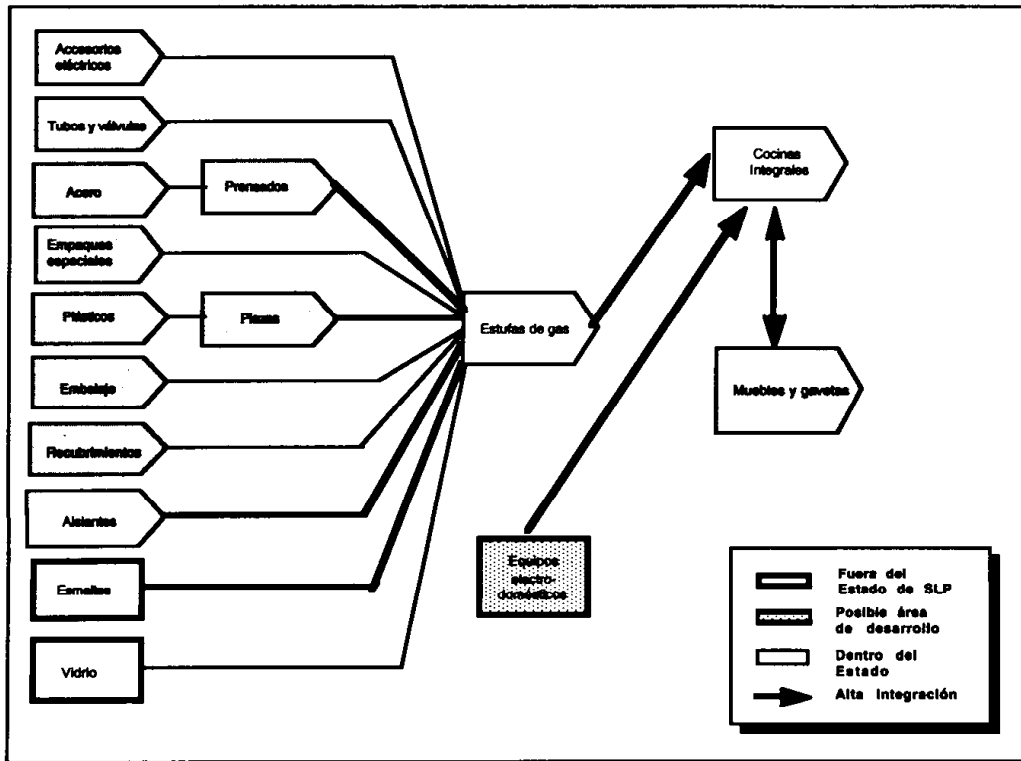 Accesorios
eléctricos
Tubos y válvulas
Acero
Prensados
Empaques
especiales
Plásticos
Piezas
Embalaje
Recubrimientos
Aislantes
Esmaltes
Vidrio
Estufas de gas
Cocinas
Integrales
Muebles y gavetas
Equipos
electro-
domésticos
Fuera del
Estado de SLP
Posible área
de desarrollo
Dentro del
Estado
Alta Integración